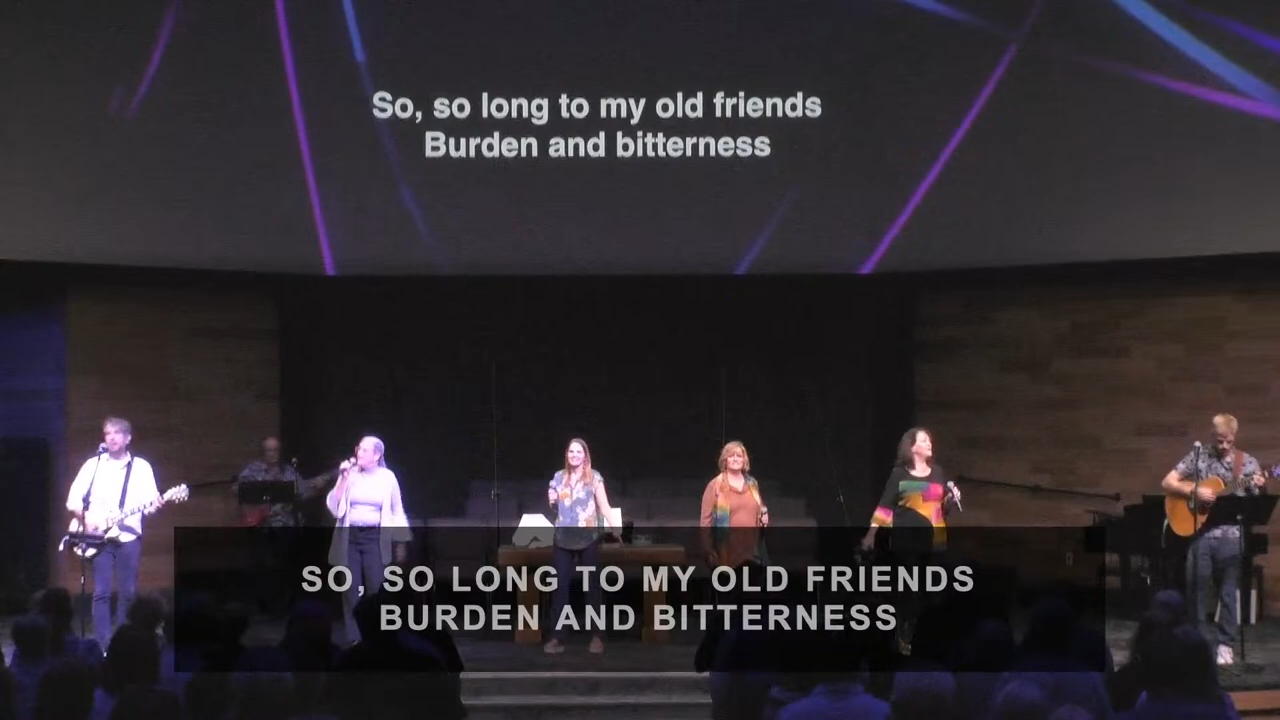 So, so long to my old friends
Burden and bitterness
SO, SO LONG TO MY OLD FRIENDS
BURDEN AND BITTERNESS